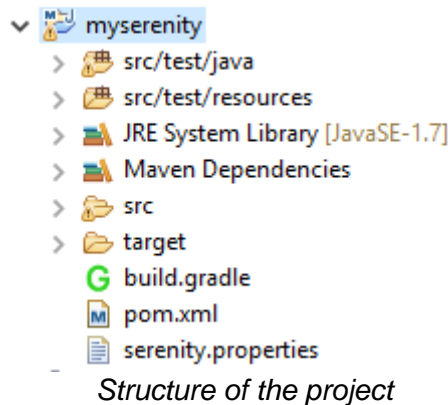 myserenity
src/test/java
src/test/resources
JRE System Library [JavaSE-1.7]
Maven Dependencies
src
target
build.gradle
pom.xml
serenity.properties
Structure of the project